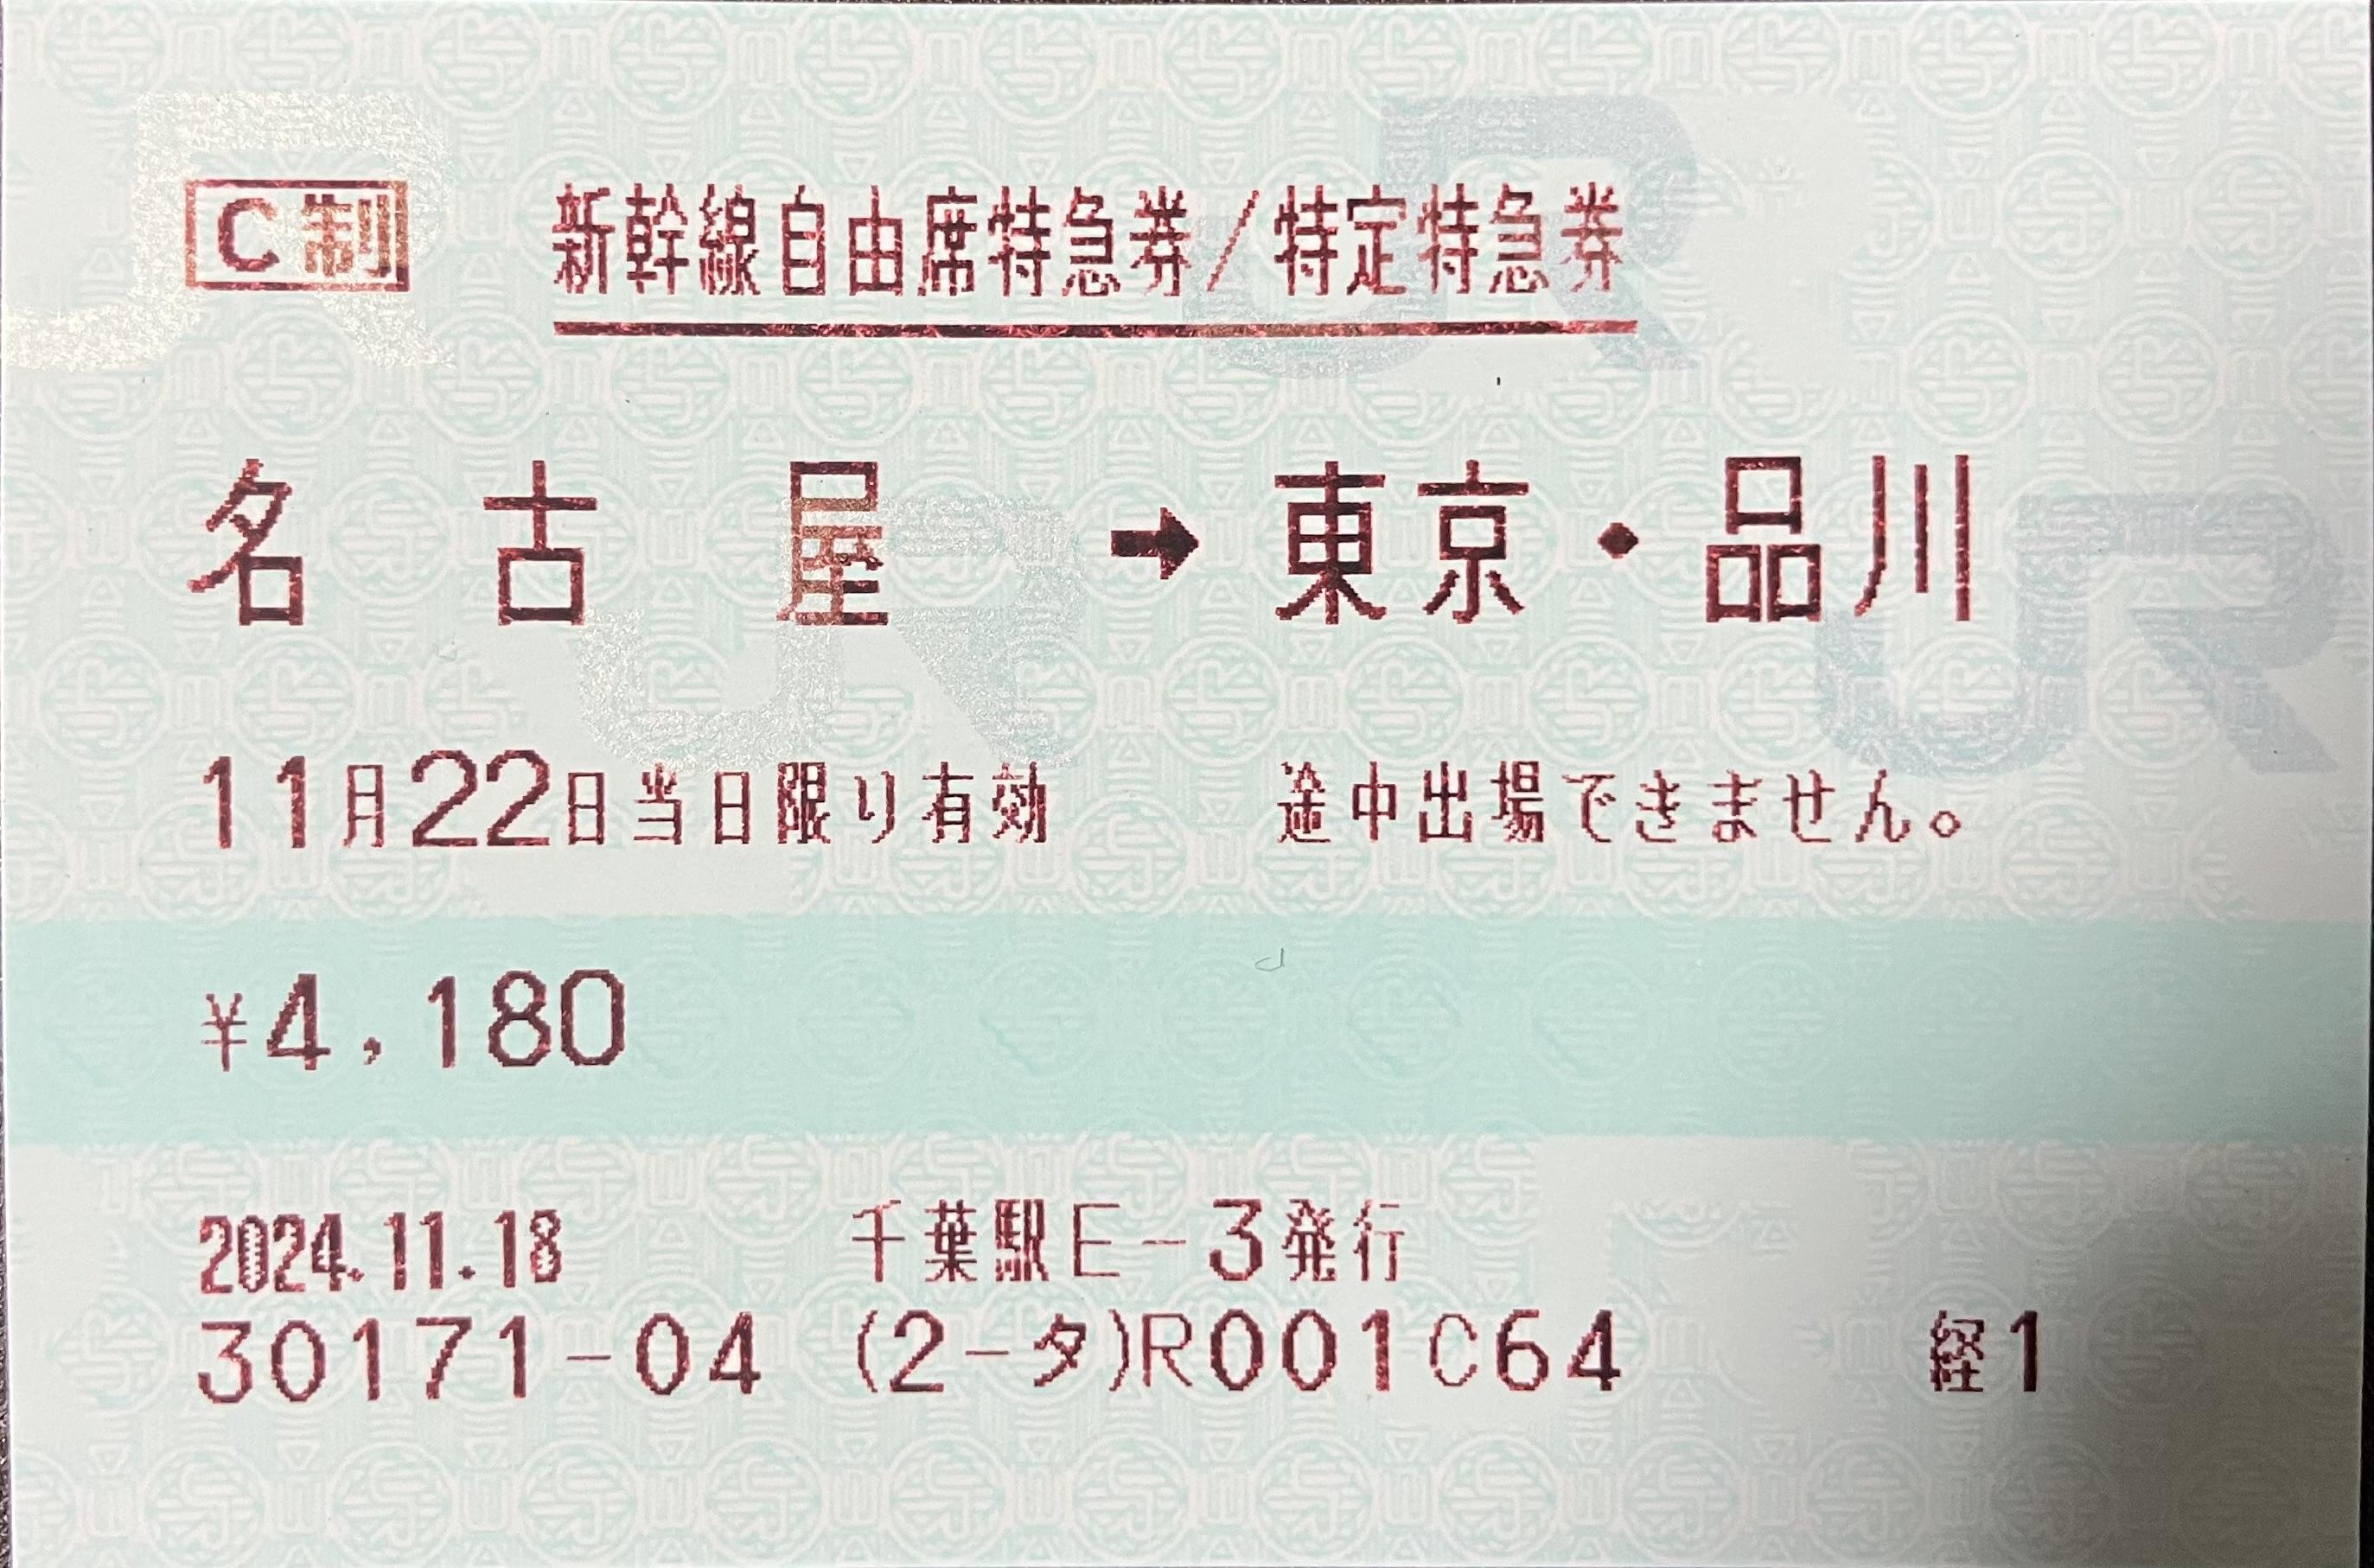 C制 新幹線自由席特急券/特定特急券
名古屋 ➡ 東京・品川
11月22日当日限り有効 途中出場できません。
¥4,180
2024.11.18 千葉駅E-3発行
30171-04 (2-タ)R001C64 経1